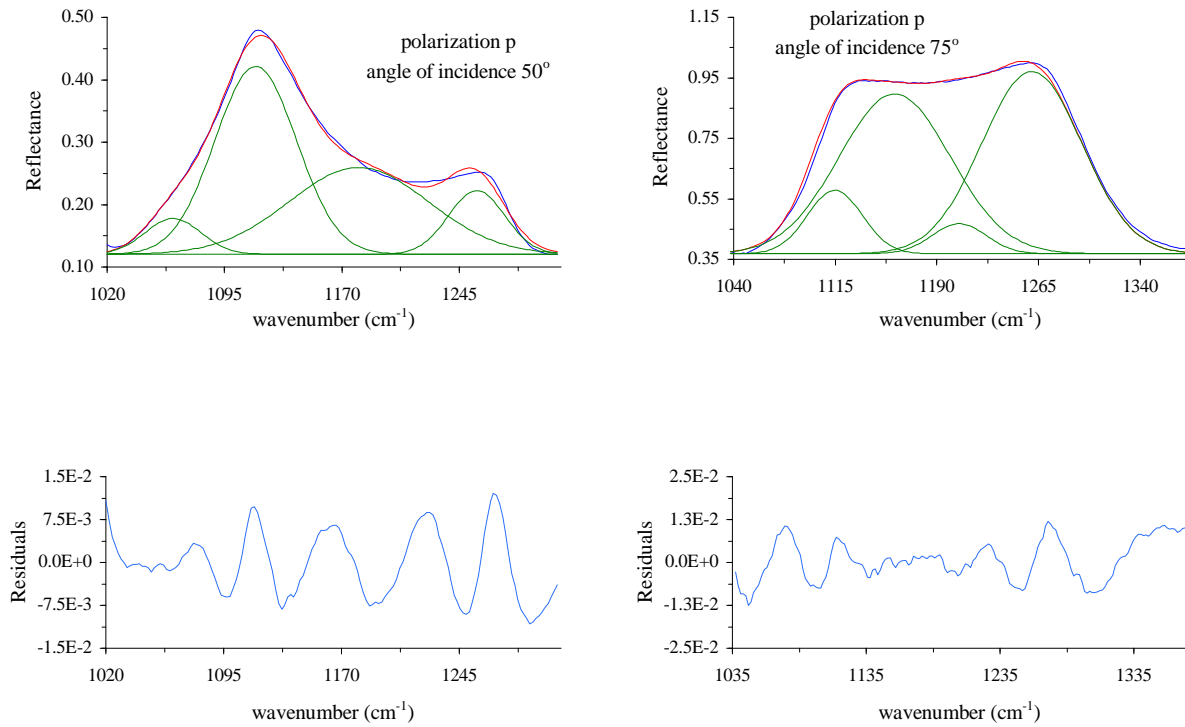 0.50
0.40
0.30
0.20
0.10
Reflectance
polarization p
angle of incidence 50°
1020 1095 1170 1245
wavenumber (cm⁻¹)
1.15
0.95
0.75
0.55
0.35
Reflectance
polarization p
angle of incidence 75°
1040 1115 1190 1265 1340
wavenumber (cm⁻¹)
1.5E-2
7.5E-3
0.0E+0
-7.5E-3
-1.5E-2
Residuals
1020 1095 1170 1245
wavenumber (cm⁻¹)
2.5E-2
1.3E-2
0.0E+0
-1.3E-2
-2.5E-2
Residuals
1035 1135 1235 1335
wavenumber (cm⁻¹)